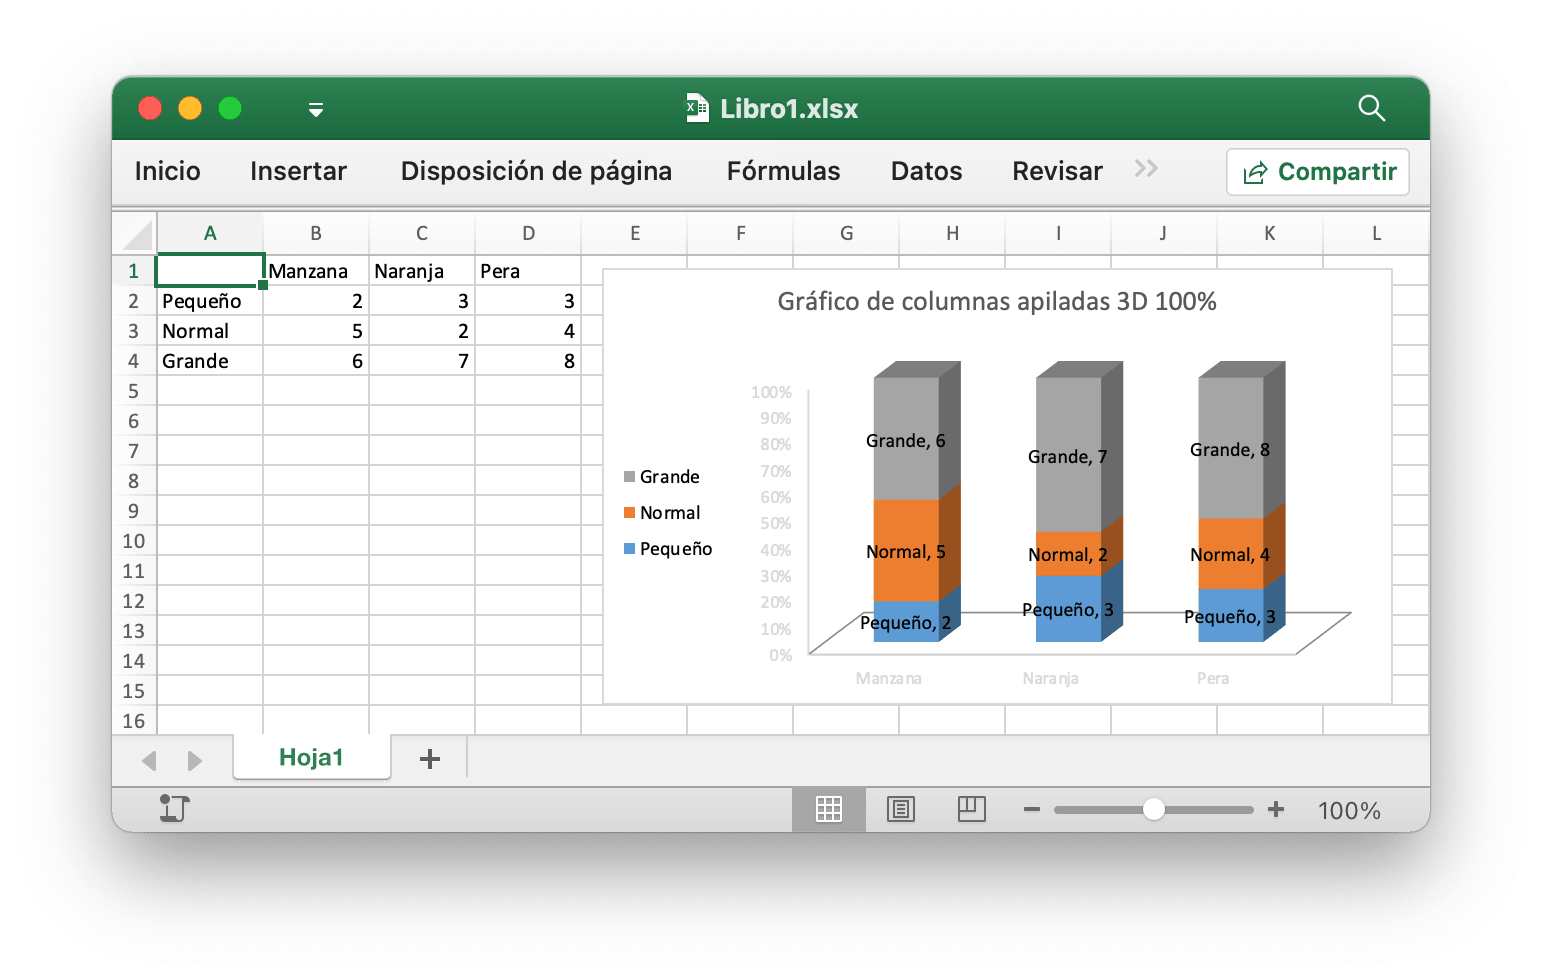 Libro1.xlsx
Inicio Insertar Disposición de página Fórmulas Datos Revisar Compartir
A B C D E F G H I J K L
1 Manzana Naranja Pera
2 Pequeño 2 3 3
3 Normal 5 2 4
4 Grande 6 7 8
5
6
7
8
9
10
11
12
13
14
15
16
Gráfico de columnas apiladas 3D 100%
Grande
Normal
Pequeño
100%
90%
80%
70%
60%
50%
40%
30%
20%
10%
0%
Grande, 6 Grande, 7 Grande, 8
Normal, 5 Normal, 2 Normal, 4
Pequeño, 2 Pequeño, 3 Pequeño, 3
Manzana Naranja Pera
Hoja1
100%